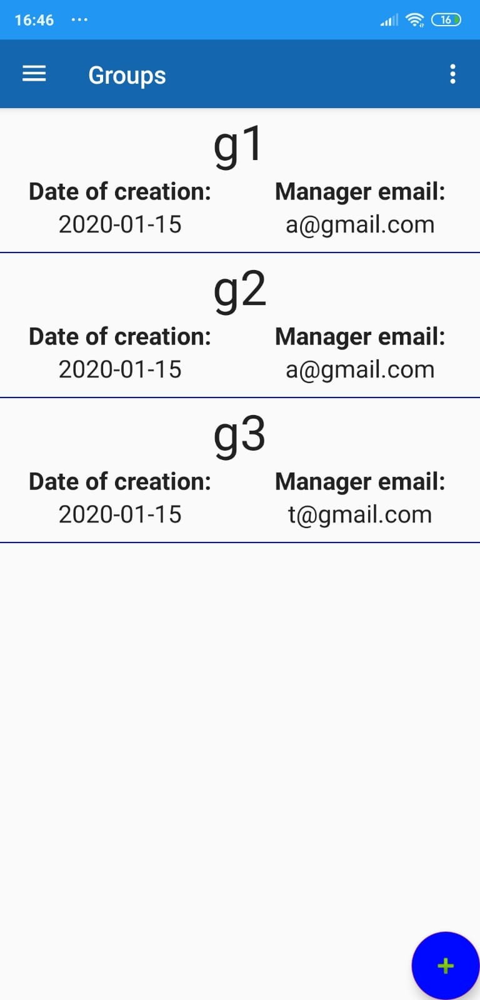 16:46 ... 16
Groups
g1
Date of creation: Manager email:
2020-01-15 a@gmail.com
g2
Date of creation: Manager email:
2020-01-15 a@gmail.com
g3
Date of creation: Manager email:
2020-01-15 t@gmail.com
+